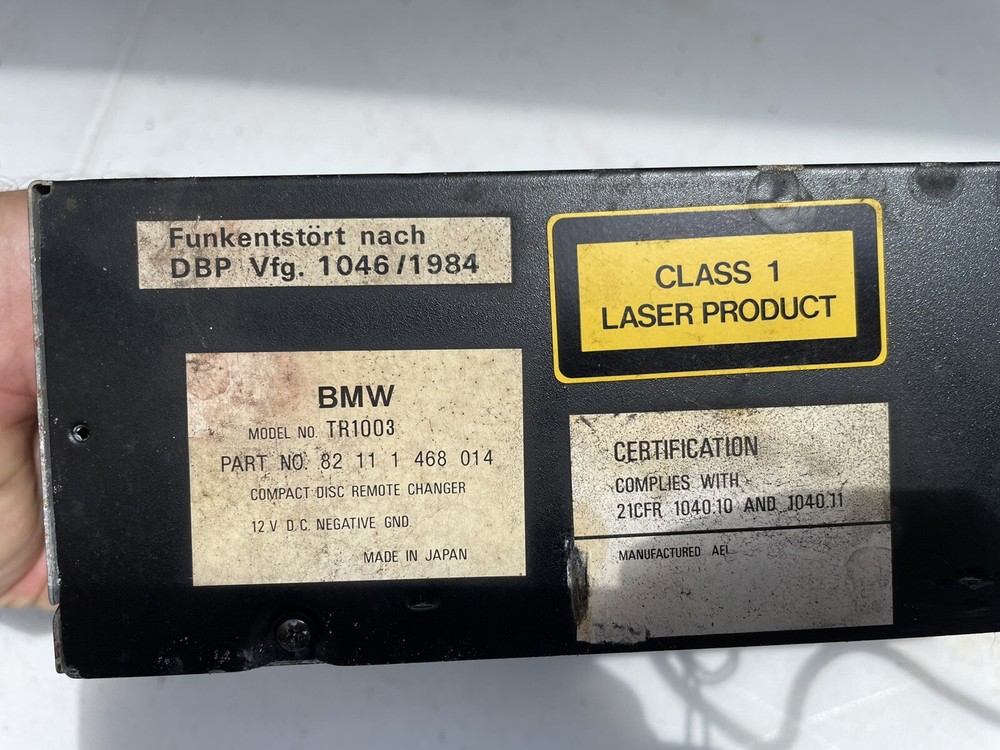 Funkentstört nach
DBP Vfg. 1046/1984
CLASS 1
LASER PRODUCT
BMW
MODEL NO. TR1003
PART NO. 82 11 1 468 014
COMPACT DISC REMOTE CHANGER
12 V D.C. NEGATIVE GND.
MADE IN JAPAN
CERTIFICATION
COMPLIES WITH
21CFR 1040.10 AND 1040.11
MANUFACTURED AEI